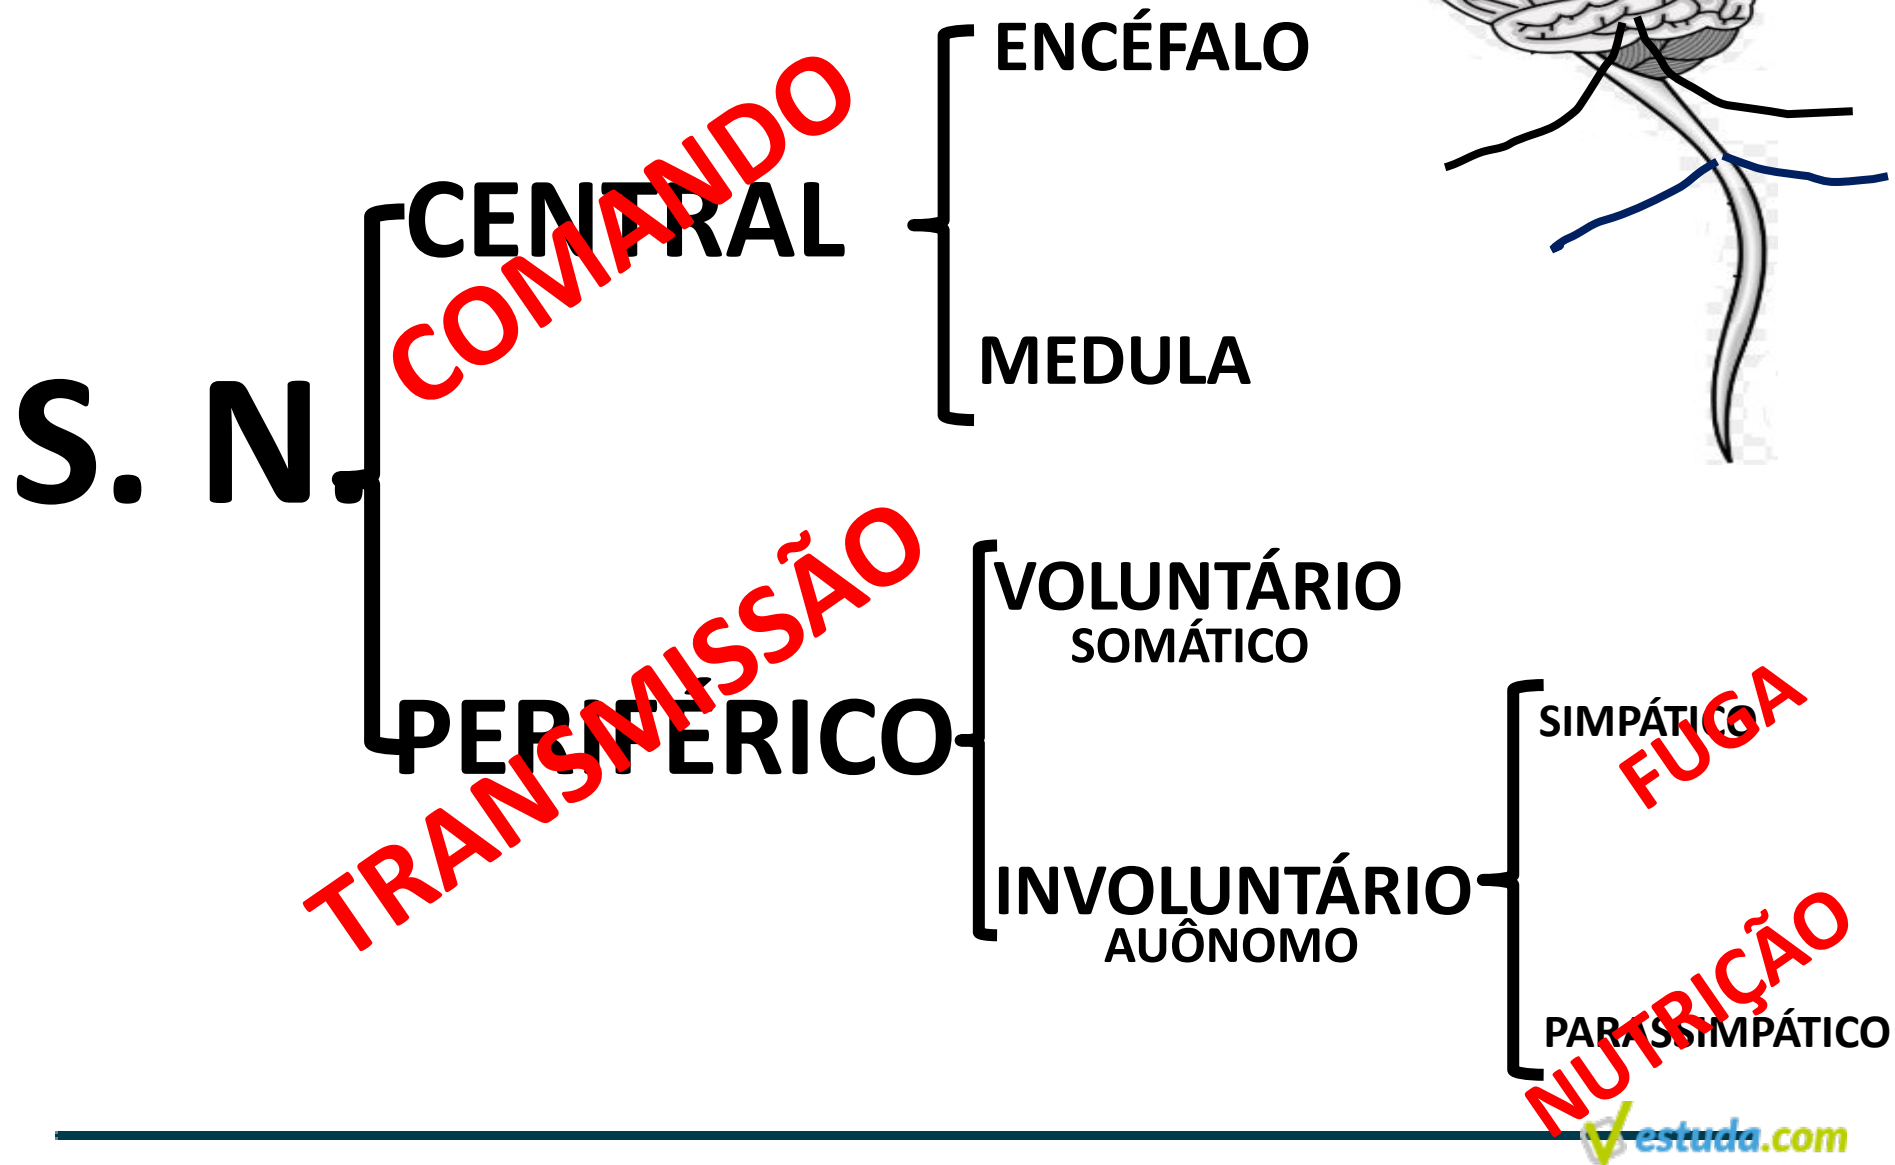 ENCÉFALO
COMANDO
CENTRAL
MEDULA
S. N.
TRANSMISSÃO
VOLUNTÁRIO
SOMÁTICO
PERIFÉRICO
SIMPÁTICO
FUGA
INVOLUNTÁRIO
AUÔNOMO
NUTRIÇÃO
PARASSIMPÁTICO
estuda.com